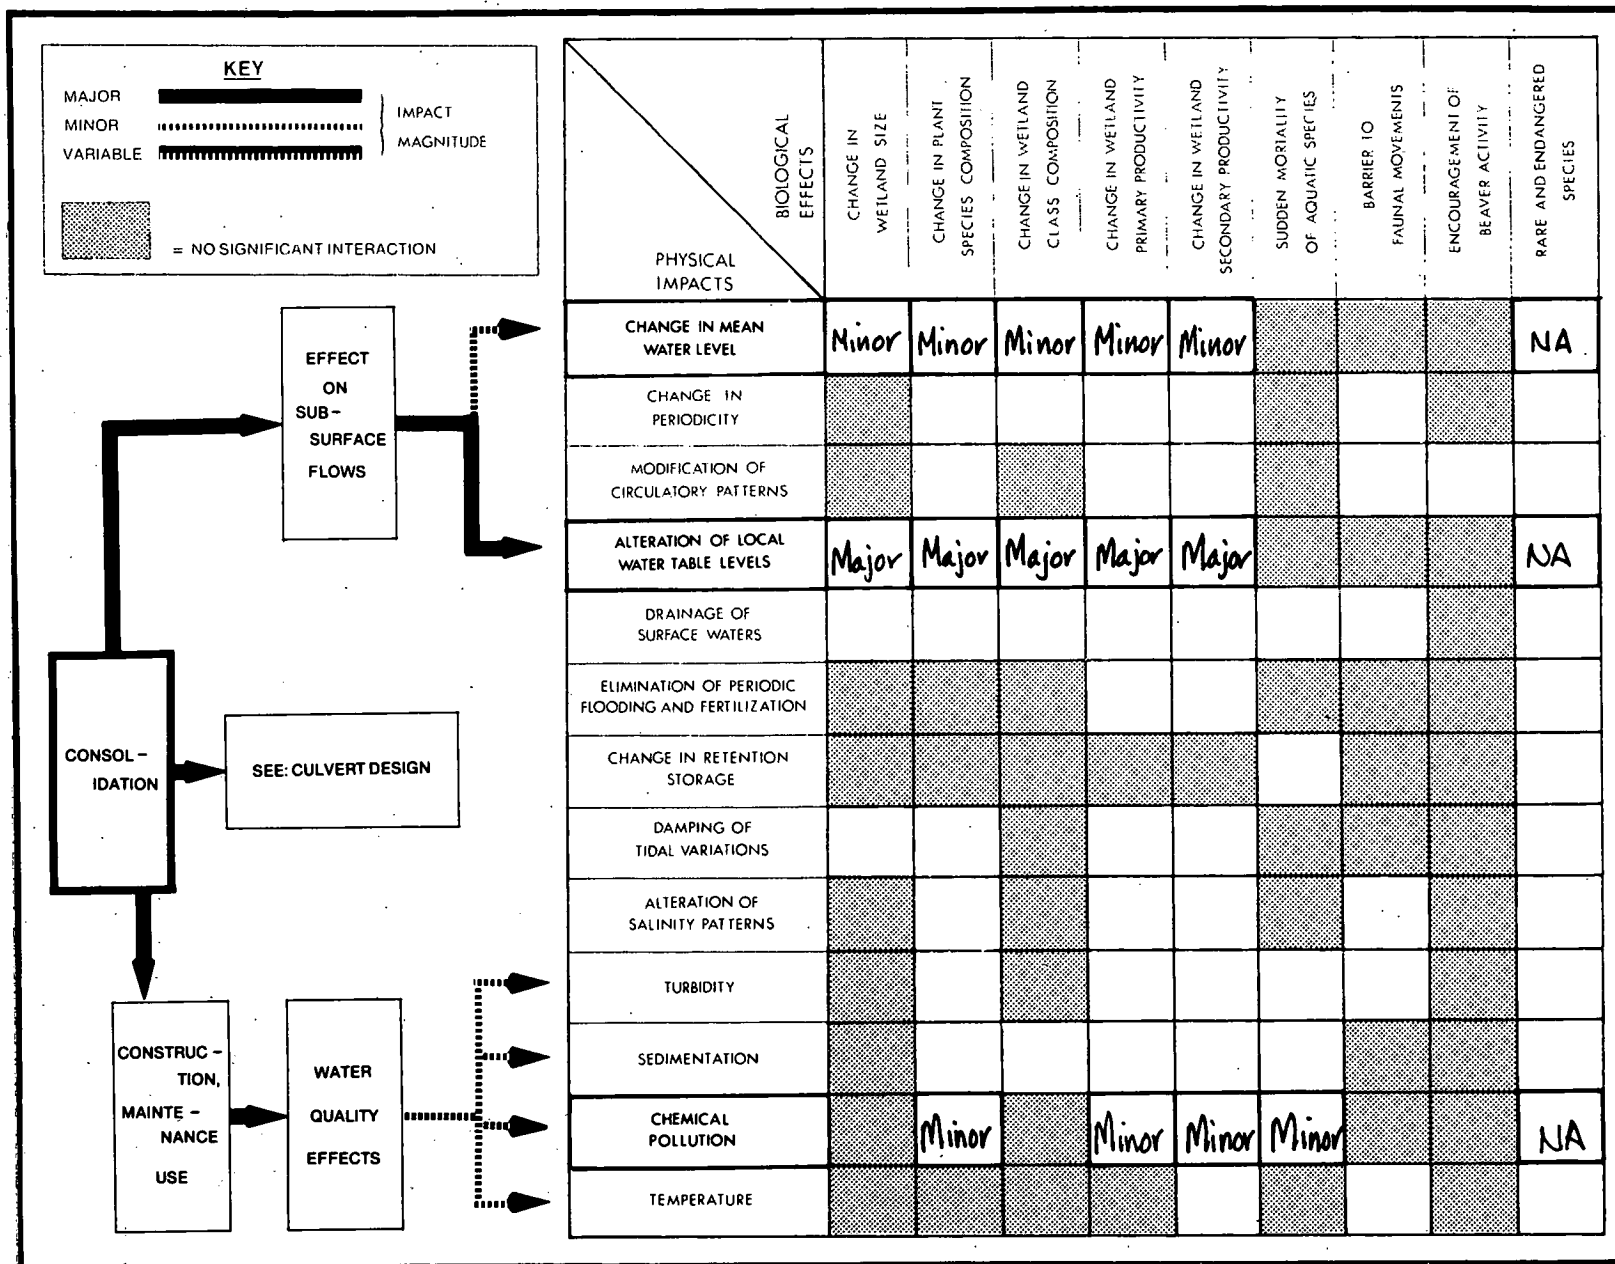 KEY
MAJOR
MINOR
VARIABLE
IMPACT
MAGNITUDE
= NO SIGNIFICANT INTERACTION
BIOLOGICAL
EFFECTS
PHYSICAL
IMPACTS
CHANGE IN
WETLAND SIZE
CHANGE IN PLANT
SPECIES COMPOSITION
CHANGE IN WETLAND
CLASS COMPOSITION
CHANGE IN WETLAND
PRIMARY PRODUCTIVITY
CHANGE IN WETLAND
SECONDARY PRODUCTIVITY
SUDDEN MORTALITY
OF AQUATIC SPECIES
BARRIER TO
FAUNAL MOVEMENTS
ENCOURAGEMENT OF
BEAVER ACTIVITY
RARE AND ENDANGERED
SPECIES
EFFECT
ON
SUB-
SURFACE
FLOWS
CONSOL-
IDATION
SEE: CULVERT DESIGN
CONSTRUC-
TION,
MAINTE-
NANCE
USE
WATER
QUALITY
EFFECTS
CHANGE IN MEAN
WATER LEVEL
Minor Minor Minor Minor Minor NA
CHANGE IN
PERIODICITY
MODIFICATION OF
CIRCULATORY PATTERNS
ALTERATION OF LOCAL
WATER TABLE LEVELS
Major Major Major Major Major NA
DRAINAGE OF
SURFACE WATERS
ELIMINATION OF PERIODIC
FLOODING AND FERTILIZATION
CHANGE IN RETENTION
STORAGE
DAMPING OF
TIDAL VARIATIONS
ALTERATION OF
SALINITY PATTERNS
TURBIDITY
SEDIMENTATION
CHEMICAL
POLLUTION
Minor Minor Minor Minor NA
TEMPERATURE